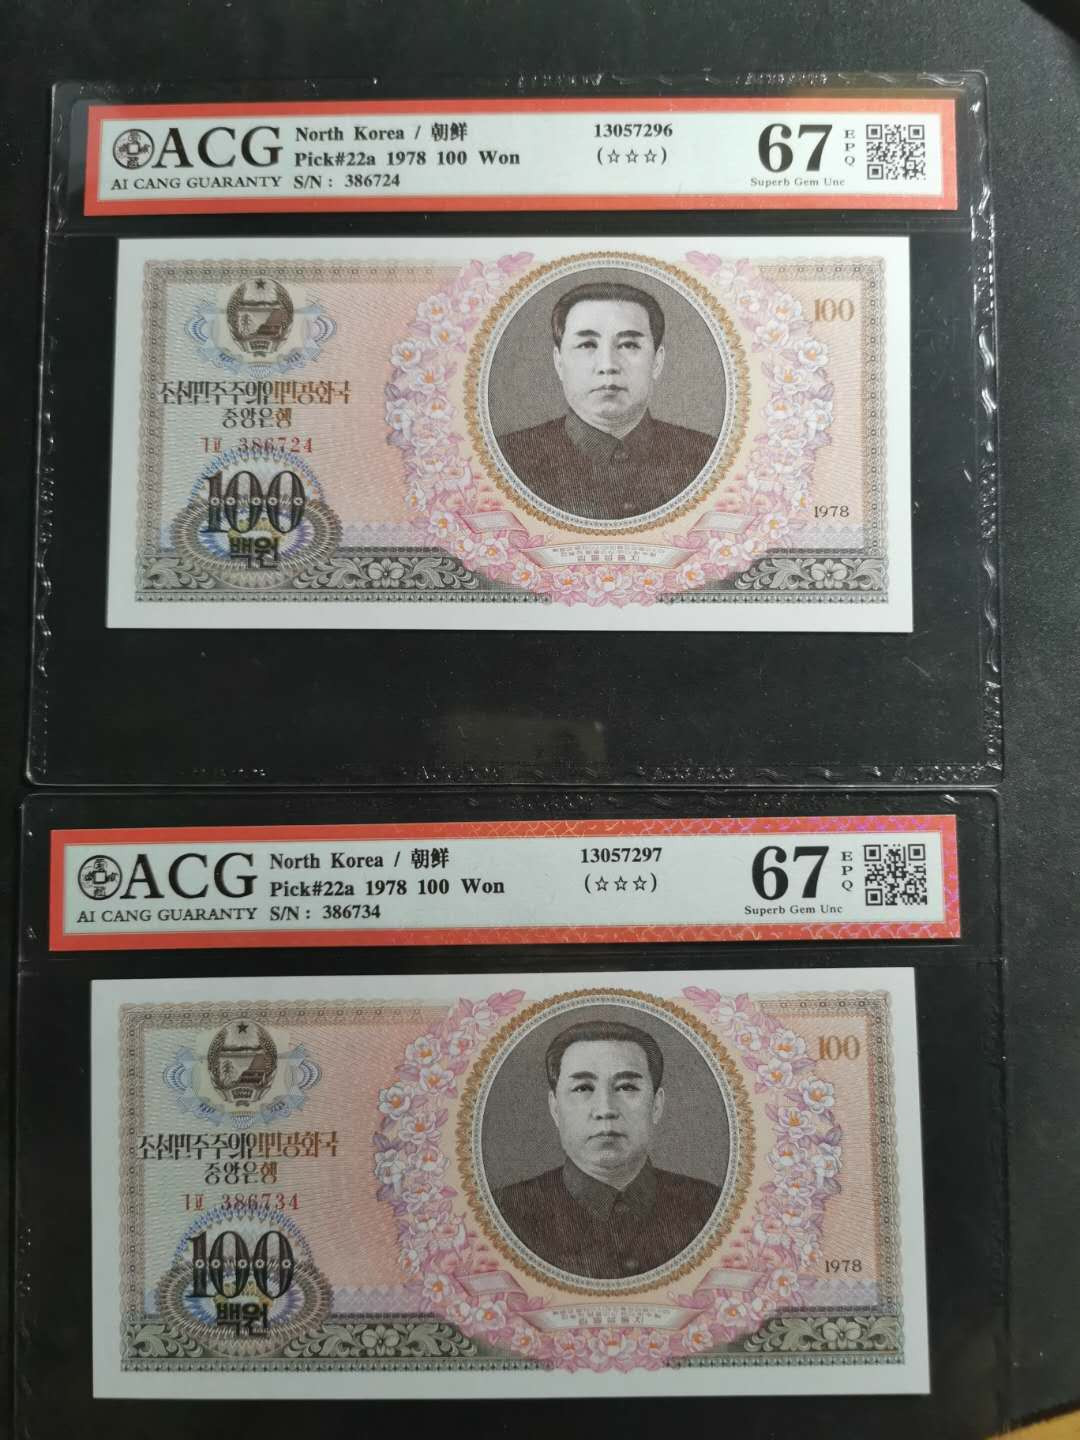 ACG
AI CANG GUARANTY
North Korea / 朝鲜
Pick#22a 1978 100 Won
S/N : 386724
13057296
(☆☆☆)
67
EPQ
Superb Gem Unc
조선민주주의인민공화국
중앙은행
386724
100
백원
100
1978
ACG
AI CANG GUARANTY
North Korea / 朝鲜
Pick#22a 1978 100 Won
S/N : 386734
13057297
(☆☆☆)
67
EPQ
Superb Gem Unc
조선민주주의인민공화국
중앙은행
386734
100
백원
100
1978